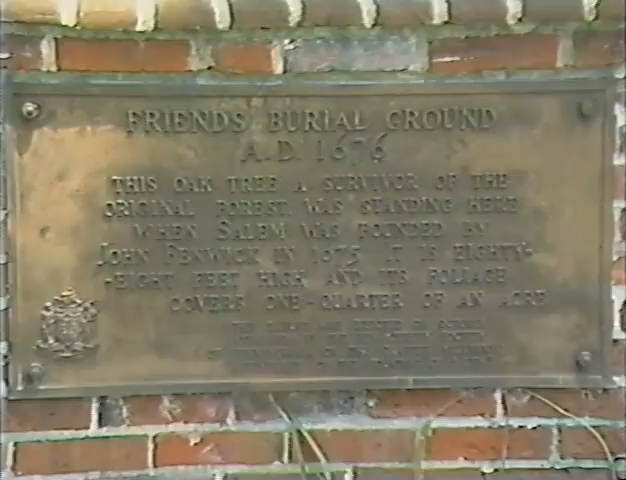 FRIENDS BURIAL GROUND
A.D. 1676
THIS OAK TREE A SURVIVOR OF THE
ORIGINAL FOREST WAS STANDING HERE
WHEN SALEM WAS FOUNDED BY
JOHN FENWICK IN 1675 IT IS EIGHTY-
-EIGHT FEET HIGH AND ITS FOLIAGE
COVERS ONE-QUARTER OF AN ACRE